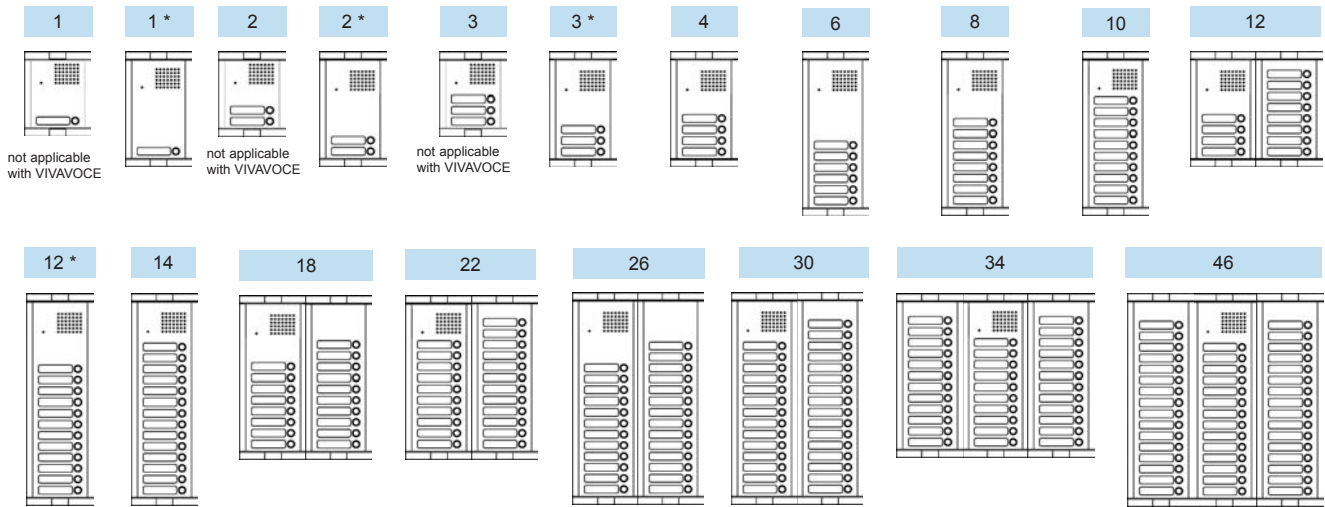 1 1 * 2 2 * 3 3 * 4 6 8 10 12
not applicable not applicable not applicable
with VIVAVOCE with VIVAVOCE with VIVAVOCE
12 * 14 18 22 26 30 34 46